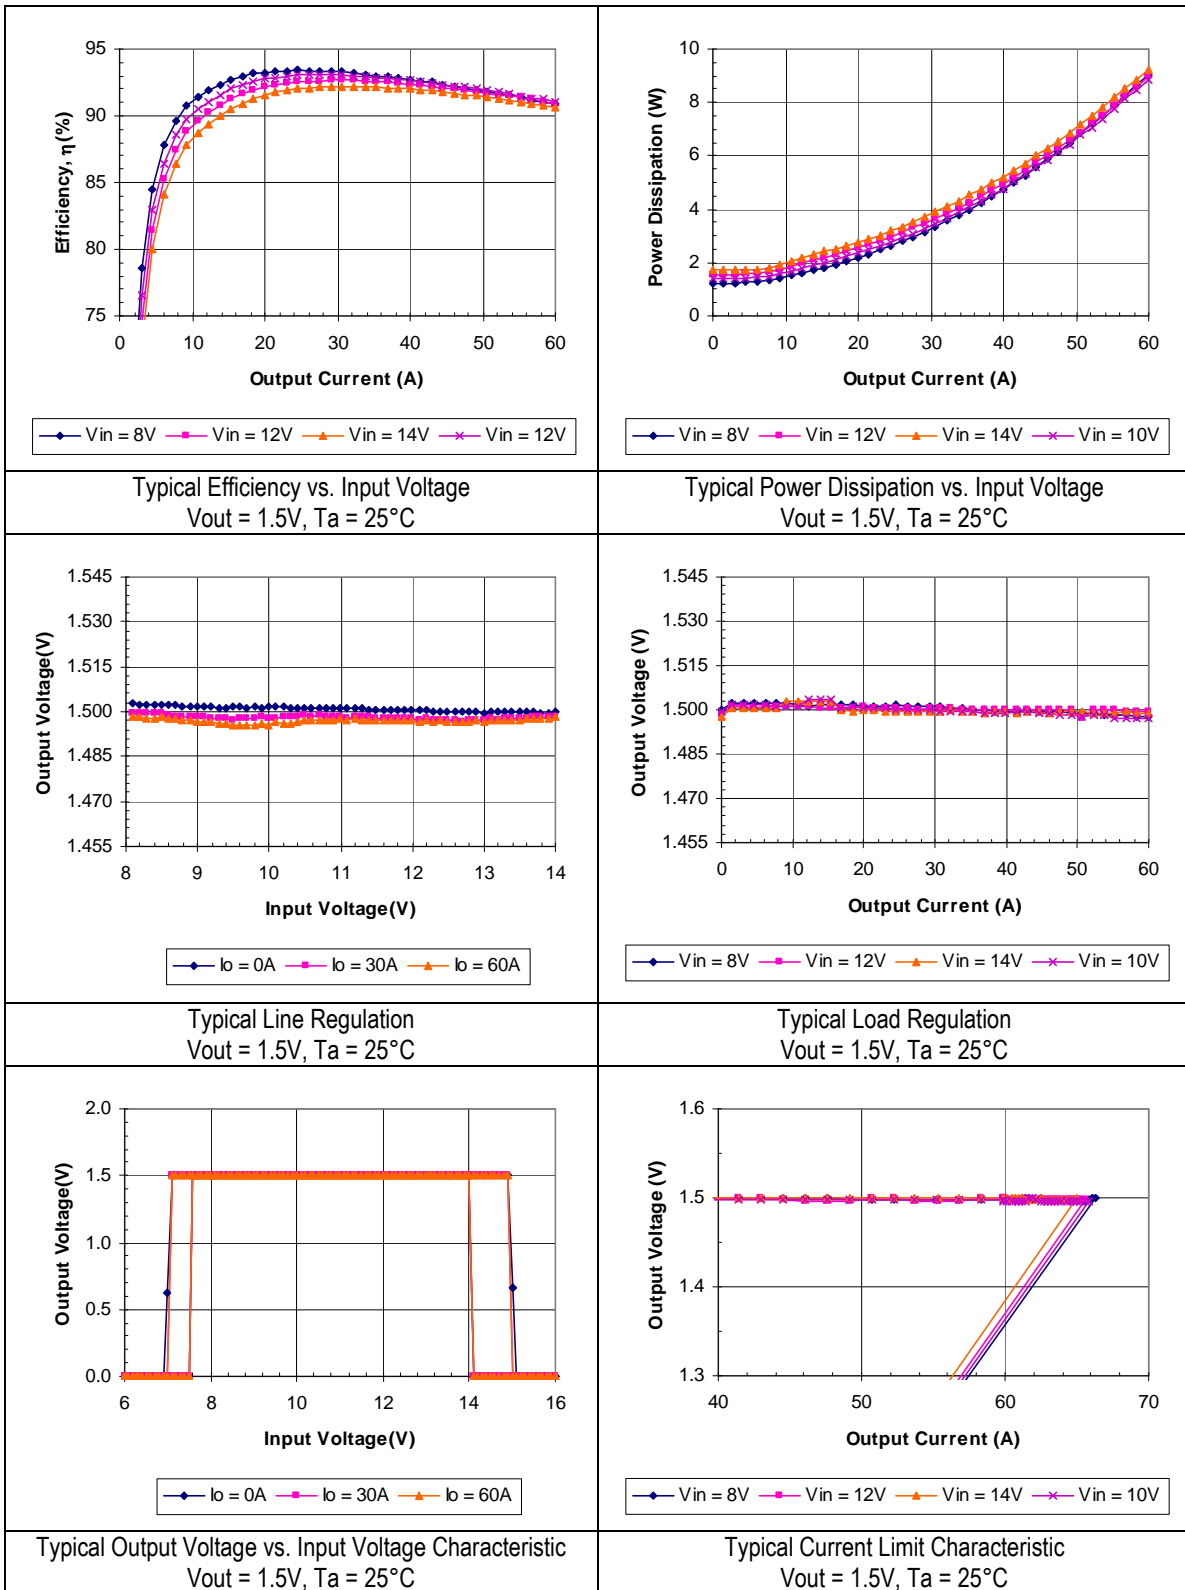 95
90
85
80
75
Efficiency, η(%)
0 10 20 30 40 50 60
Output Current (A)
Vin = 8V Vin = 12V Vin = 14V Vin = 12V
Typical Efficiency vs. Input Voltage
Vout = 1.5V, Ta = 25°C
10
8
6
4
2
0
Power Dissipation (W)
0 10 20 30 40 50 60
Output Current (A)
Vin = 8V Vin = 12V Vin = 14V Vin = 10V
Typical Power Dissipation vs. Input Voltage
Vout = 1.5V, Ta = 25°C
1.545
1.530
1.515
1.500
1.485
1.470
1.455
Output Voltage(V)
8 9 10 11 12 13 14
Input Voltage(V)
Io = 0A Io = 30A Io = 60A
Typical Line Regulation
Vout = 1.5V, Ta = 25°C
1.545
1.530
1.515
1.500
1.485
1.470
1.455
Output Voltage (V)
0 10 20 30 40 50 60
Output Current (A)
Vin = 8V Vin = 12V Vin = 14V Vin = 10V
Typical Load Regulation
Vout = 1.5V, Ta = 25°C
2.0
1.5
1.0
0.5
0.0
Output Voltage(V)
6 8 10 12 14 16
Input Voltage(V)
Io = 0A Io = 30A Io = 60A
Typical Output Voltage vs. Input Voltage Characteristic
Vout = 1.5V, Ta = 25°C
1.6
1.5
1.4
1.3
Output Voltage (V)
40 50 60 70
Output Current (A)
Vin = 8V Vin = 12V Vin = 14V Vin = 10V
Typical Current Limit Characteristic
Vout = 1.5V, Ta = 25°C